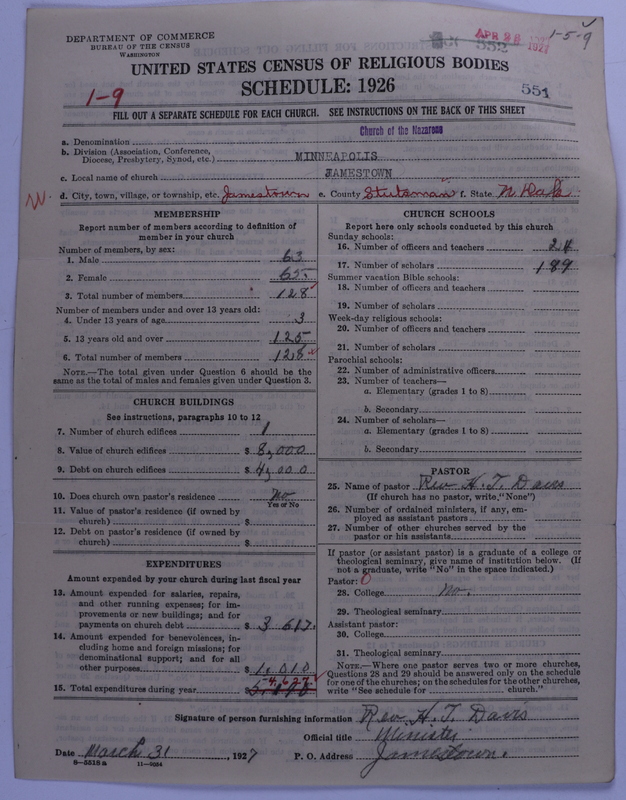 DEPARTMENT OF COMMERCE
BUREAU OF THE CENSUS
WASHINGTON
APR 28 1927
552
1-5-9
UNITED STATES CENSUS OF RELIGIOUS BODIES
SCHEDULE: 1926
1-9
551
FILL OUT A SEPARATE SCHEDULE FOR EACH CHURCH. SEE INSTRUCTIONS ON THE BACK OF THIS SHEET
a. Denomination Church of the Nazarene
b. Division (Association, Conference, Diocese, Presbytery, Synod, etc.) MINNEAPOLIS
c. Local name of church JAMESTOWN
W. d. City, town, village, or township, etc. Jamestown e. County Stutsman f. State N. Dak
MEMBERSHIP
Report number of members according to definition of
member in your church
Number of members, by sex:
1. Male 63
2. Female 65
3. Total number of members 128
Number of members under and over 13 years old:
4. Under 13 years of age 3
5. 13 years old and over 125
6. Total number of members 128
NOTE.—The total given under Question 6 should be
same as the total of males and females given under Question 3.
CHURCH BUILDINGS
See instructions, paragraphs 10 to 12
7. Number of church edifices 1
8. Value of church edifices $ 8,000
9. Debt on church edifices $ 4,000
10. Does church own pastor's residence No
Yes or No
11. Value of pastor's residence (if owned by
church) $
12. Debt on pastor's residence (if owned by
church) $
EXPENDITURES
Amount expended by your church during last fiscal year
13. Amount expended for salaries, repairs,
and other running expenses; for im-
provements or new buildings; and for
payments on church debt $ 3 617.
14. Amount expended for benevolences, in-
cluding home and foreign missions; for
denominational support; and for all
other purposes $ 1,010
15. Total expenditures during year $ 4,627
CHURCH SCHOOLS
Report here only schools conducted by this church
Sunday schools:
16. Number of officers and teachers 24
17. Number of scholars 189
Summer vacation Bible schools:
18. Number of officers and teachers
19. Number of scholars
Week-day religious schools:
20. Number of officers and teachers
21. Number of scholars
Parochial schools:
22. Number of administrative officers
23. Number of teachers—
a. Elementary (grades 1 to 8)
b. Secondary
24. Number of scholars—
a. Elementary (grades 1 to 8)
b. Secondary
PASTOR
25. Name of pastor Rev H. T. Davis
(If church has no pastor, write "None")
26. Number of ordained ministers, if any, em-
ployed as assistant pastors
27. Number of other churches served by the
pastor or his assistants
If pastor (or assistant pastor) is a graduate of a college or
theological seminary, give name of institution below. (If
not a graduate, write "No" in the space indicated.)
Pastor: 0
28. College No.
29. Theological seminary
Assistant pastor:
30. College
31. Theological seminary
NOTE.—Where one pastor serves two or more churches,
Questions 28 and 29 should be answered only on the schedule
for one of the churches; on the schedules for the other churches,
write "See schedule for church."
Signature of person furnishing information Rev. H. T. Davis
Official title Minister
Date March 31, 1927 P. O. Address Jamestown.
8-5518a 11-9054